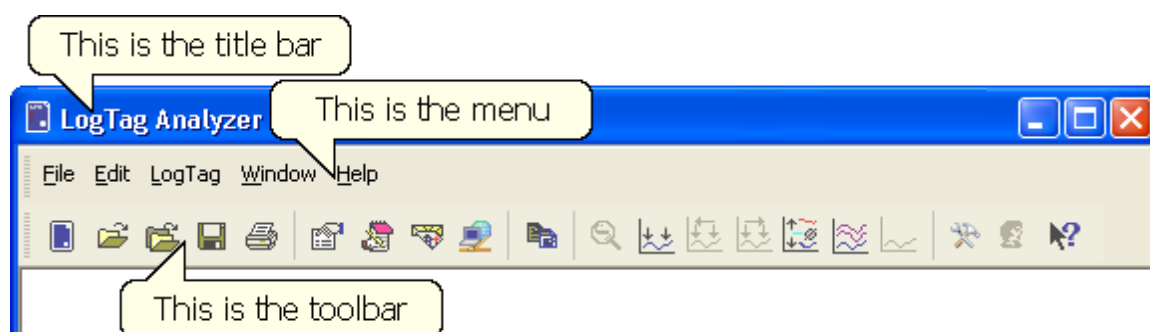 This is the title bar
LogTag Analyzer
This is the menu
File Edit LogTag Window Help
?
This is the toolbar